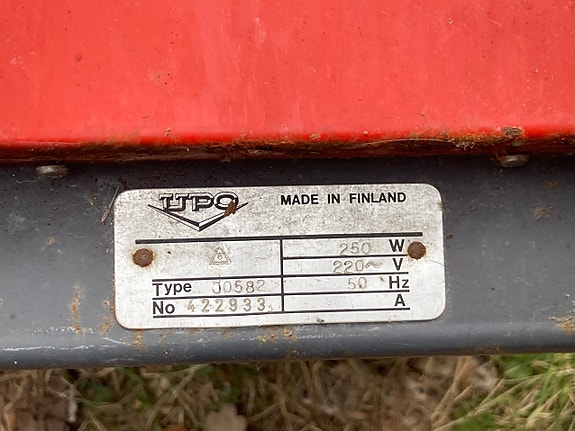 UPO MADE IN FINLAND
250 W
220~ V
Type J0582 50 Hz
No 422933 A